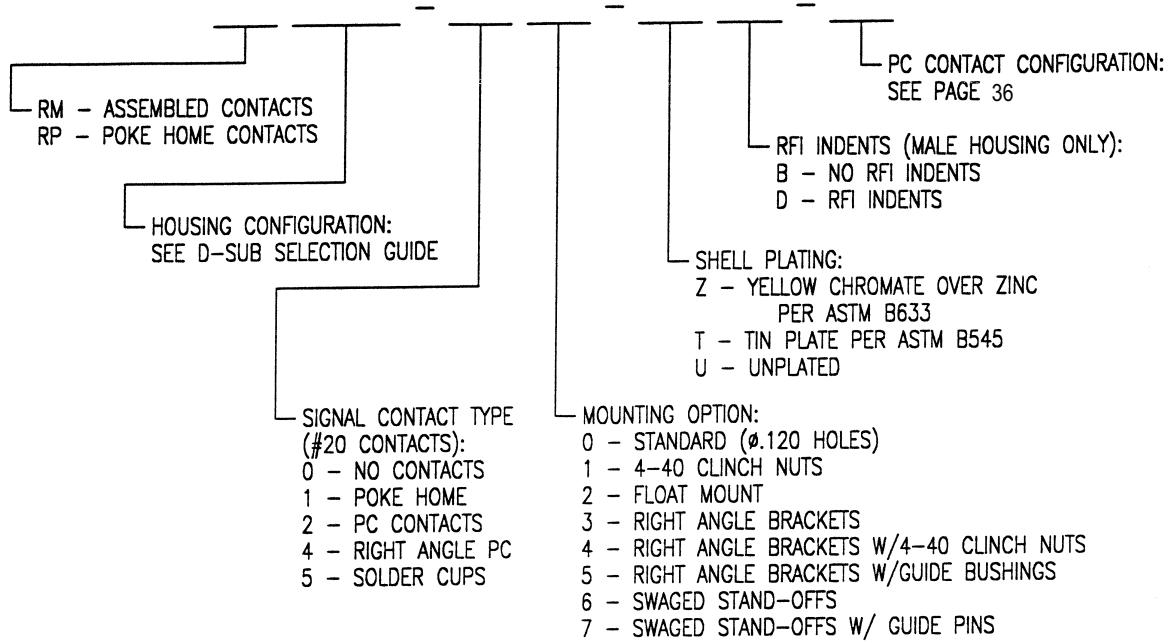 PC CONTACT CONFIGURATION:
SEE PAGE 36
RM – ASSEMBLED CONTACTS
RP – POKE HOME CONTACTS
RFI INDENTS (MALE HOUSING ONLY):
B – NO RFI INDENTS
D – RFI INDENTS
HOUSING CONFIGURATION:
SEE D-SUB SELECTION GUIDE
SHELL PLATING:
Z – YELLOW CHROMATE OVER ZINC
PER ASTM B633
T – TIN PLATE PER ASTM B545
U – UNPLATED
SIGNAL CONTACT TYPE
(#20 CONTACTS):
0 – NO CONTACTS
1 – POKE HOME
2 – PC CONTACTS
4 – RIGHT ANGLE PC
5 – SOLDER CUPS
MOUNTING OPTION:
0 – STANDARD (ø.120 HOLES)
1 – 4-40 CLINCH NUTS
2 – FLOAT MOUNT
3 – RIGHT ANGLE BRACKETS
4 – RIGHT ANGLE BRACKETS W/4-40 CLINCH NUTS
5 – RIGHT ANGLE BRACKETS W/GUIDE BUSHINGS
6 – SWAGED STAND-OFFS
7 – SWAGED STAND-OFFS W/ GUIDE PINS